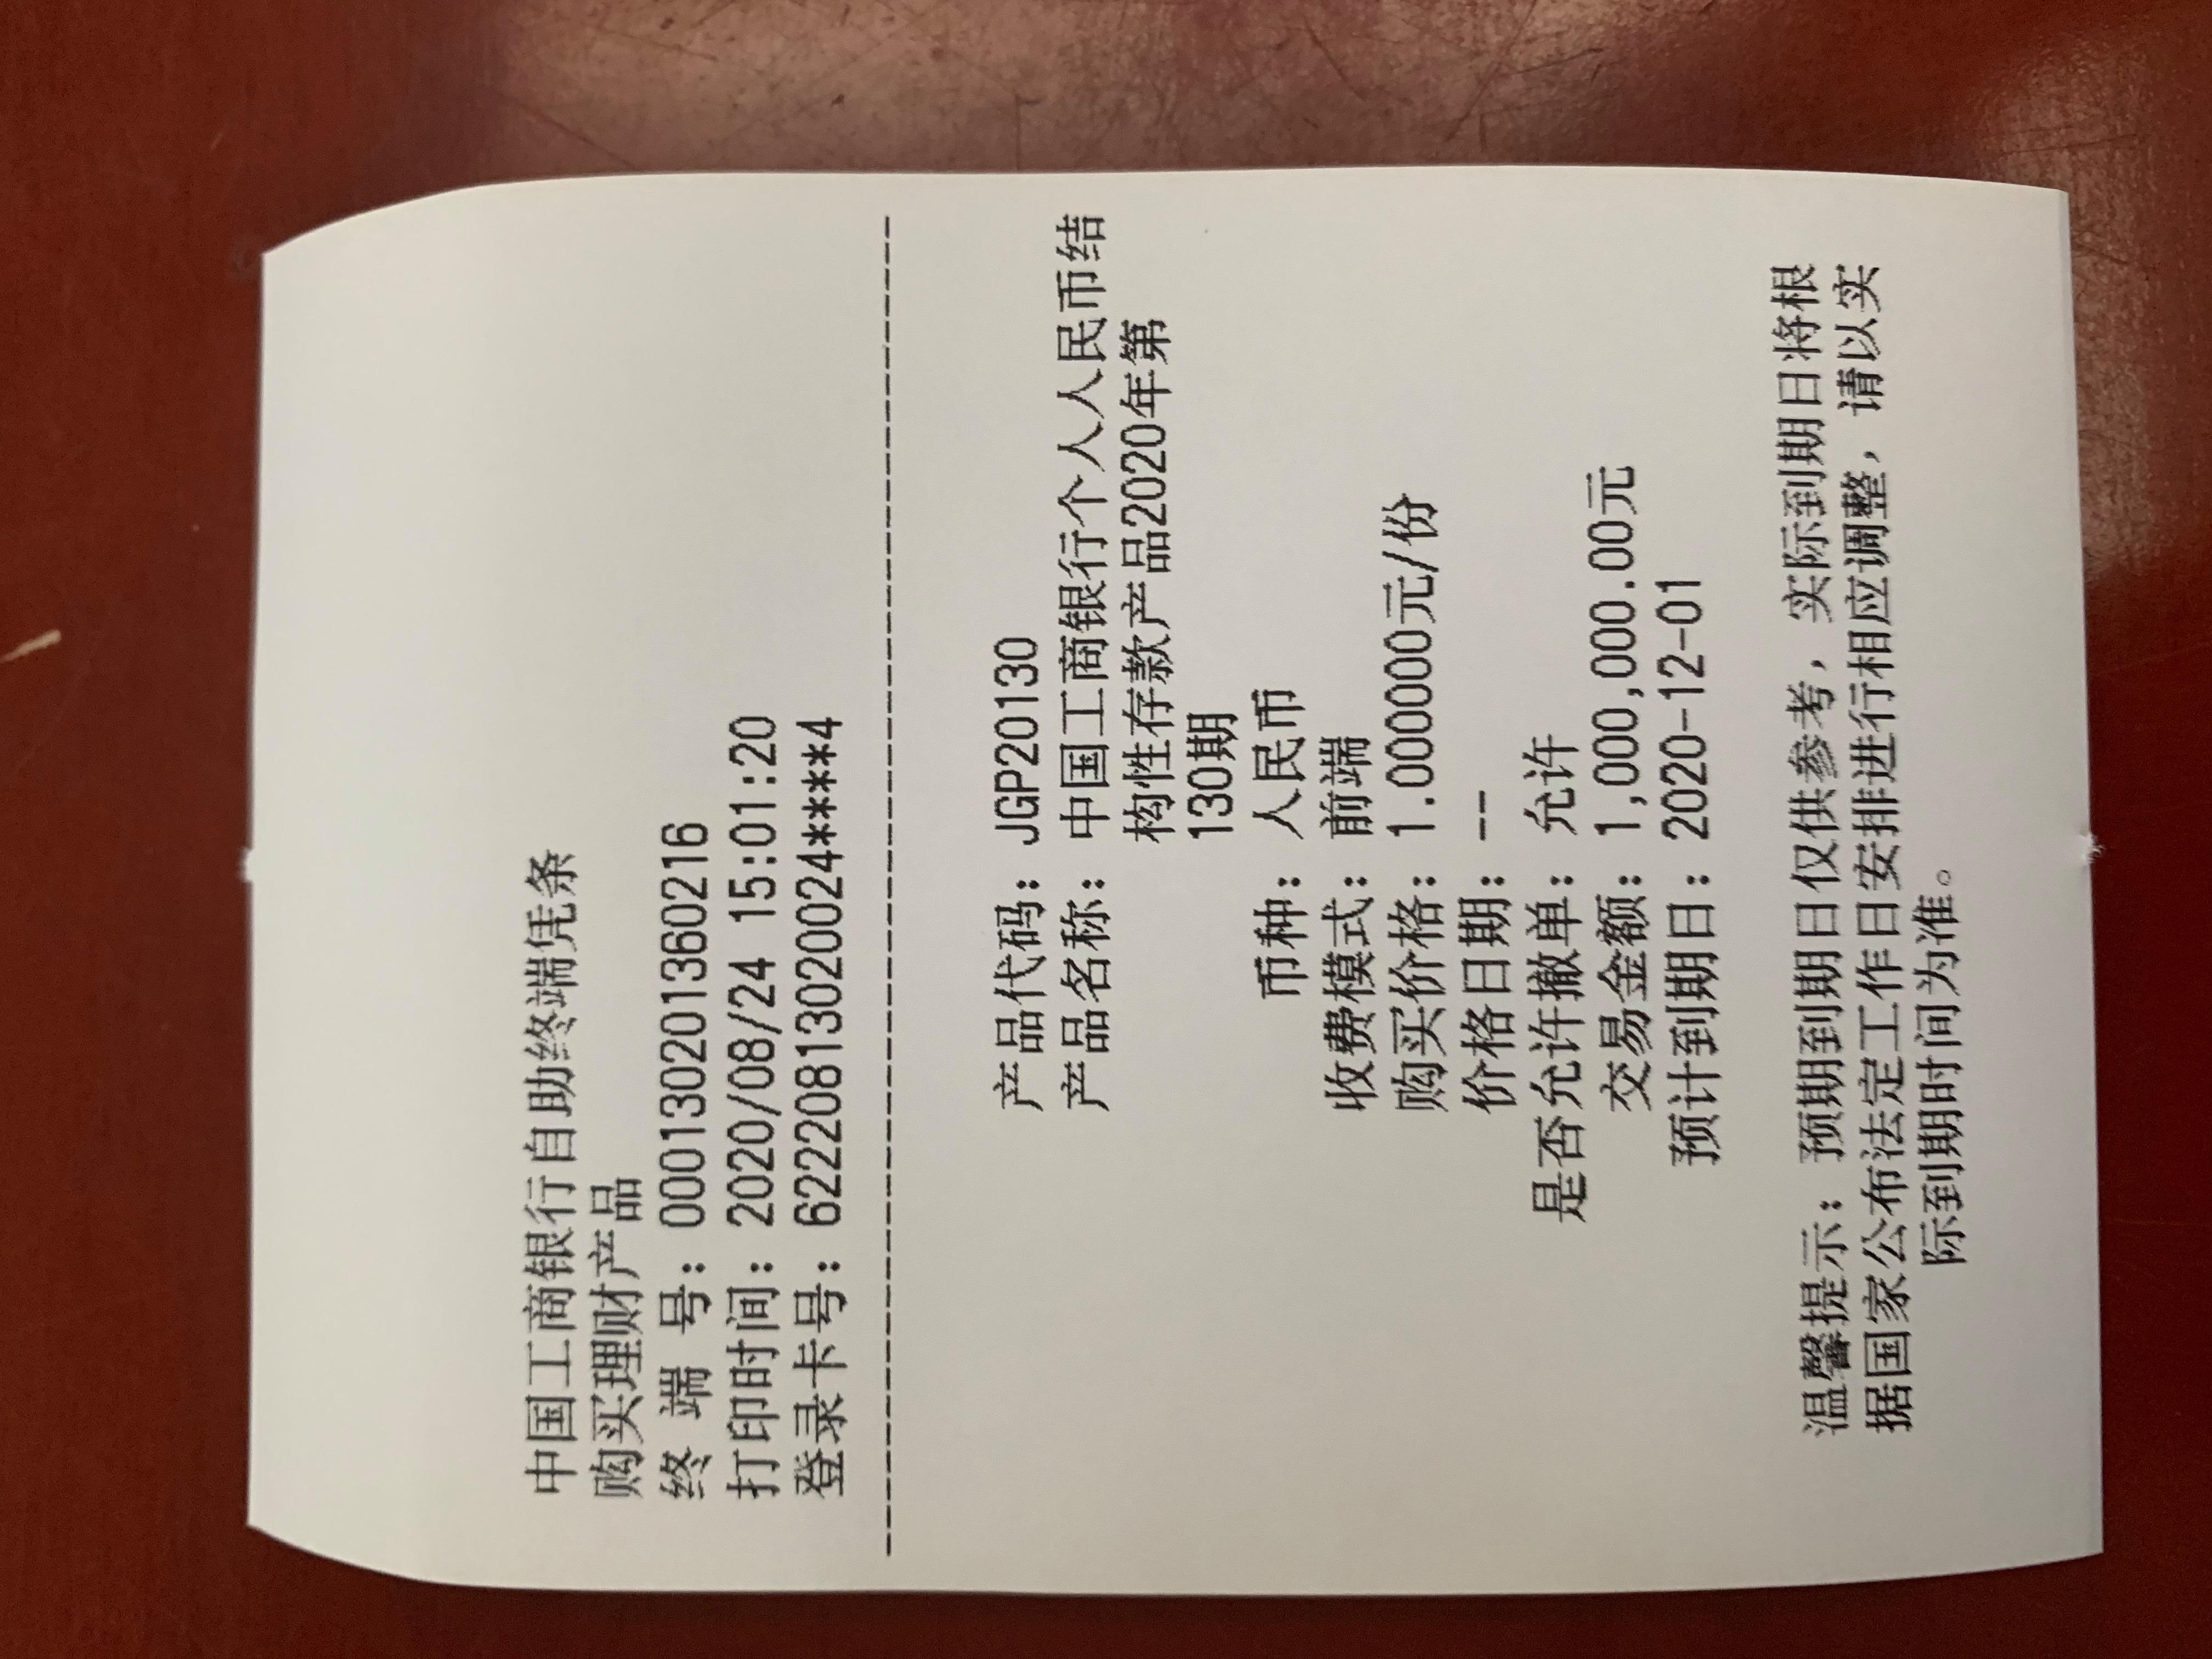 中国工商银行自助终端凭条
购买理财产品
终 端 号：000130201360216
打印时间：2020/08/24 15:01:20
登录卡号：6222081302002​4*****4
产品代码：JGP20130
产品名称：中国工商银行个人人民币结
构性存款产品2020年第
130期
币种：人民币
收费模式：前端
购买价格：1.000000元/份
价格日期：--
是否允许撤单：允许
交易金额：1,000,000.00元
预计到期日：2020-12-01
温馨提示：预期到期日仅供参考，实际到期日将根
据国家公布法定工作日安排进行相应调整，请以实
际到期时间为准。